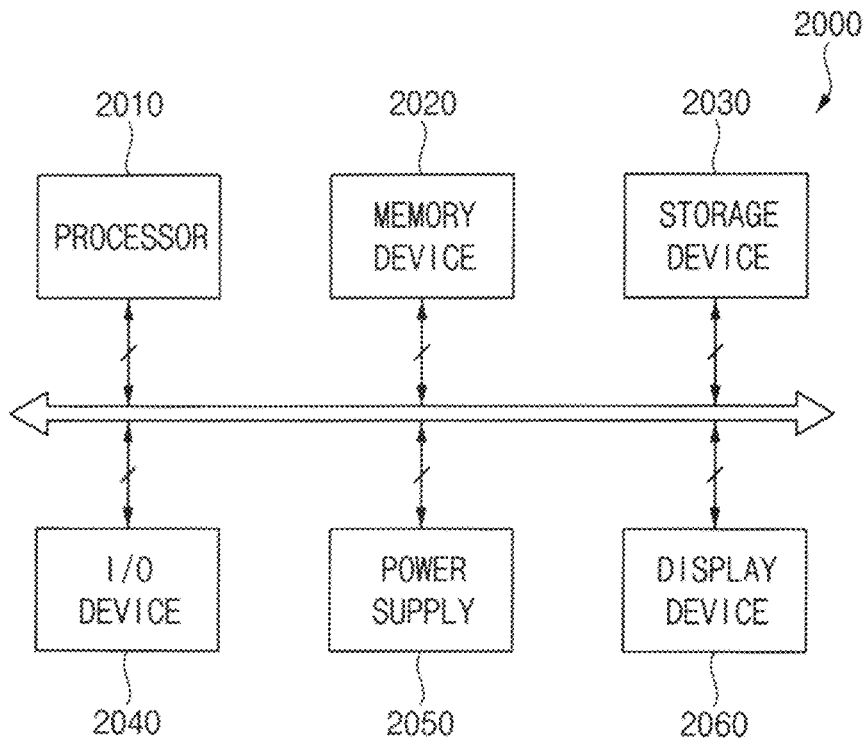 2000
2010
2020
2030
PROCESSOR
MEMORY
DEVICE
STORAGE
DEVICE
I/O
DEVICE
POWER
SUPPLY
DISPLAY
DEVICE
2040
2050
2060